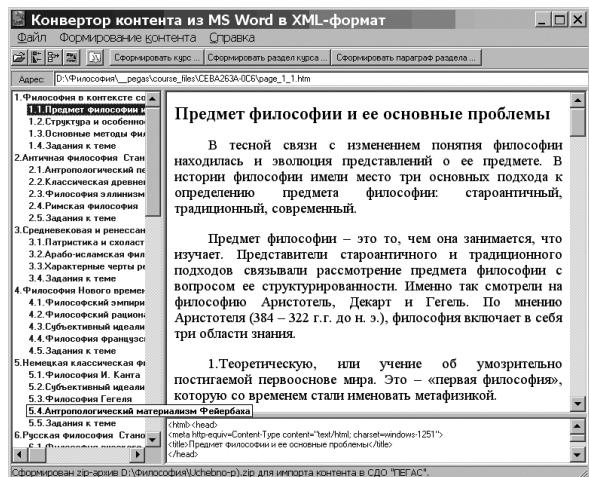 Конвертор контента из MS Word в XML-формат
Файл Формирование контента Справка
Сформировать курс ... Сформировать раздел курса ... Сформировать параграф раздела ...
Адрес: D:\Философия\__pegas\course_files\CEBA263A-0C6\page_1_1.htm
1.Философия в контексте со
1.1.Предмет философии и
1.2.Структура и особенно
1.3.Основные методы фил
1.4.Задания к теме
2.Античная философия Стан
2.1.Антропологический пе
2.2.Классическая древнег
2.3.Философия эллинизм
2.4.Римская философия
2.5.Задания к теме
3.Средневековая и ренессан
3.1.Патристика и схоласт
3.2.Арабо-исламская фил
3.3.Характерные черты ре
3.4.Задания к теме
4.Философия Нового времен
4.1.Философский эмпири
4.2.Философский рациона
4.3.Субъективный идеали
4.4.Философия французс
4.5.Задания к теме
5.Немецкая классическая фи
5.1.Философия И. Канта
5.2.Субъективный идеали
5.3.Философия Гегеля
5.4.Антропологический материализм Фейербаха
5.5.Задания к теме
6.Русская философия Стано
Предмет философии и ее основные проблемы
В тесной связи с изменением понятия философии
находилась и эволюция представлений о ее предмете. В
истории философии имели место три основных подхода к
определению предмета философии: староантичный,
традиционный, современный.
Предмет философии – это то, чем она занимается, что
изучает. Представители староантичного и традиционного
подходов связывали рассмотрение предмета философии с
вопросом ее структурированности. Именно так смотрели на
философию Аристотель, Декарт и Гегель. По мнению
Аристотеля (384 – 322 г.г. до н. э.), философия включает в себя
три области знания.
1.Теоретическую, или учение об умозрительно
постигаемой первооснове мира. Это – «первая философия»,
которую со временем стали именовать метафизикой.
<html><head>
<meta http-equiv=Content-Type content="text/html; charset=windows-1251">
<title>Предмет философии и ее основные проблемы</title>
</head>
Сформирован zip-архив D:\Философия\Uchebno-p).zip для импорта контента в СДО "ПЕГАС".